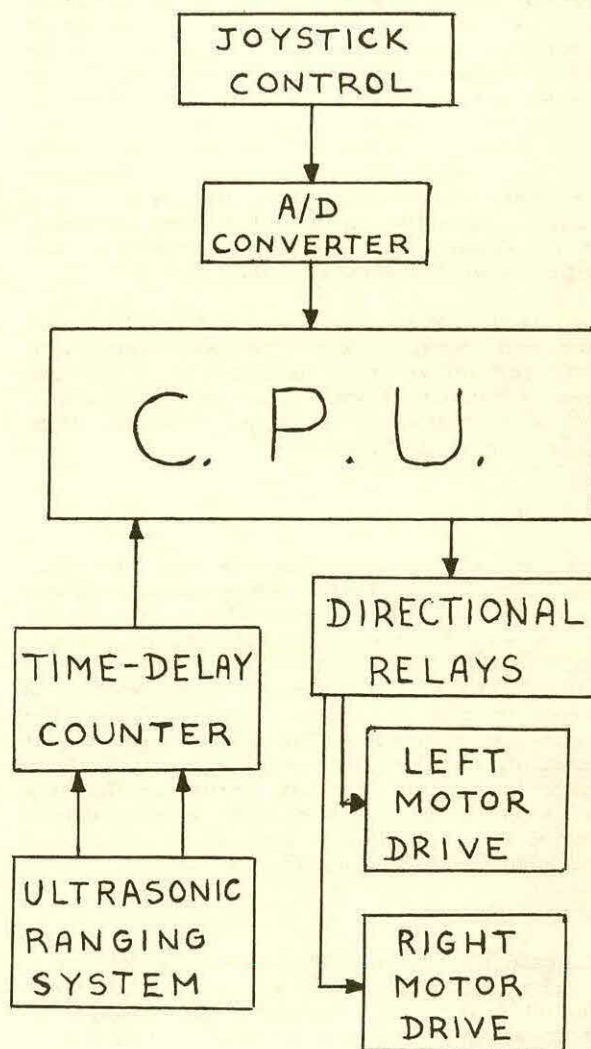 JOYSTICK
CONTROL
A/D
CONVERTER
C. P. U.
DIRECTIONAL
RELAYS
TIME-DELAY
COUNTER
LEFT
MOTOR
DRIVE
ULTRASONIC
RANGING
SYSTEM
RIGHT
MOTOR
DRIVE